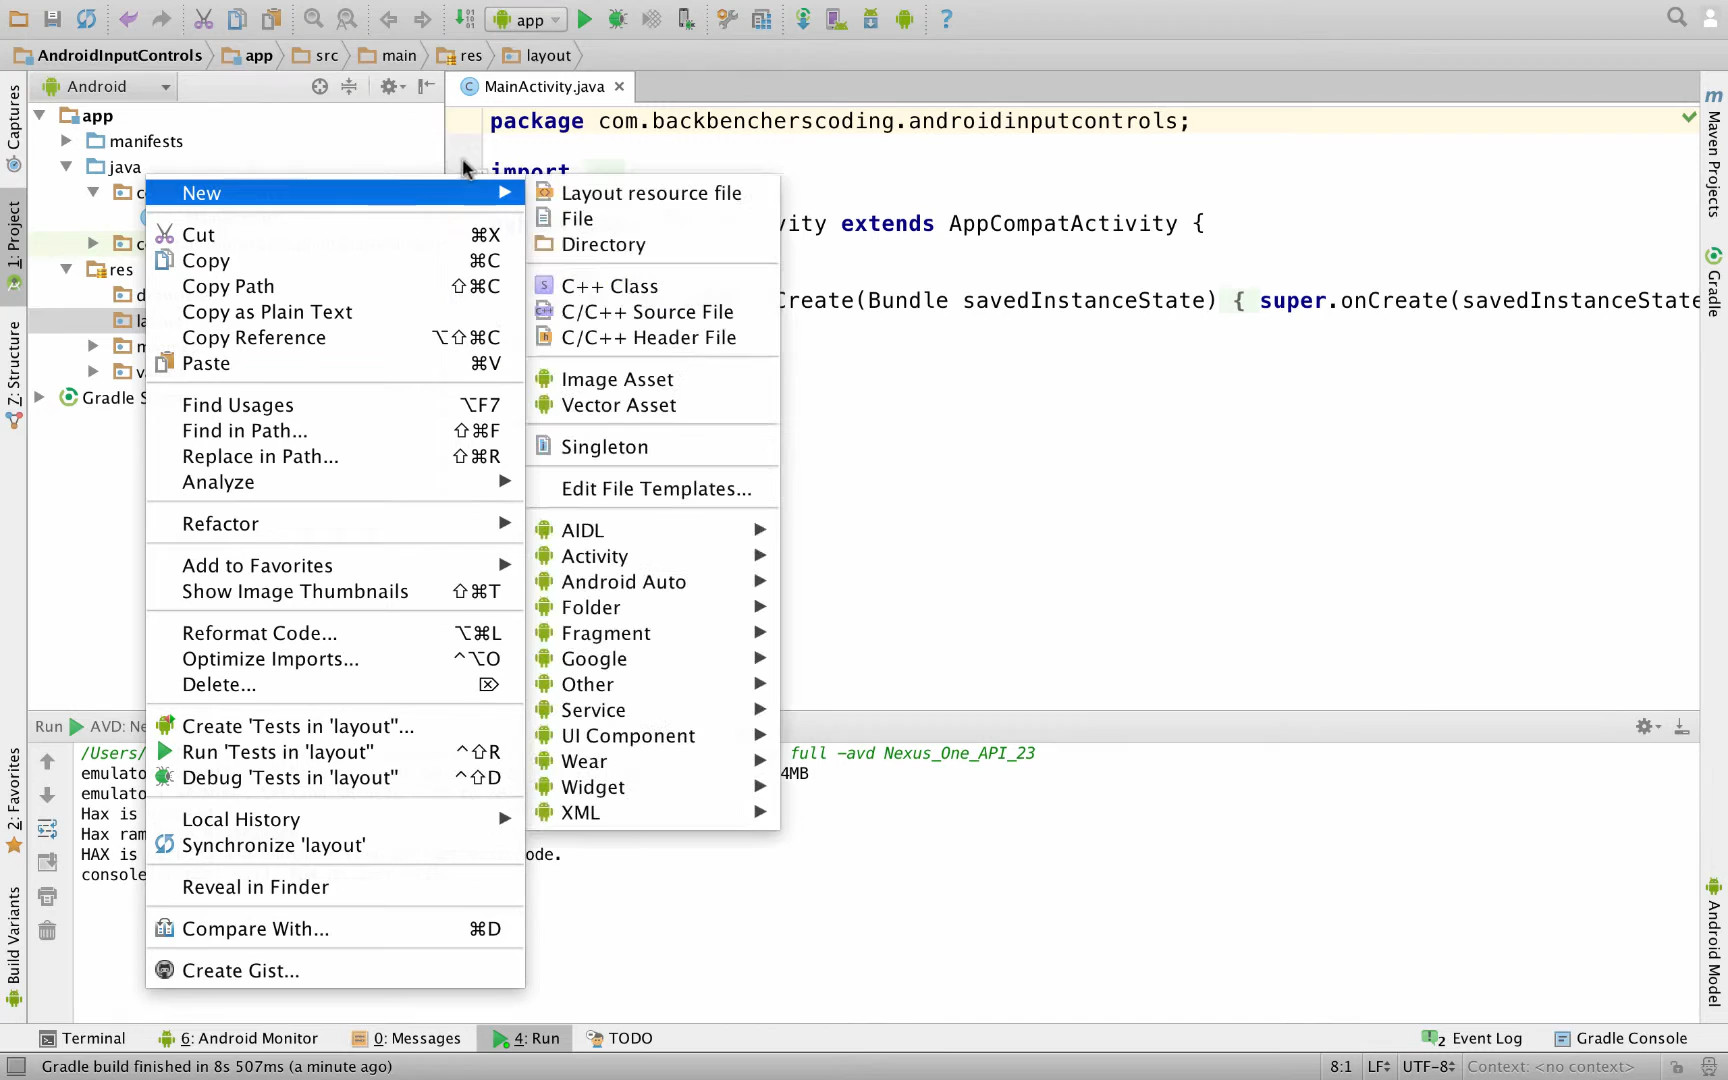 app
AndroidInputControls
app
src
main
res
layout
Captures
1: Project
Z: Structure
2: Favorites
Build Variants
Android
app
manifests
java
res
Gradle S
MainActivity.java
package com.backbencherscoding.androidinputcontrols;
import
vity extends AppCompatActivity {
Create(Bundle savedInstanceState) { super.onCreate(savedInstanceState
New
Cut ⌘X
Copy ⌘C
Copy Path ⇧⌘C
Copy as Plain Text
Copy Reference ⌥⇧⌘C
Paste ⌘V
Find Usages ⌥F7
Find in Path... ⇧⌘F
Replace in Path... ⇧⌘R
Analyze
Refactor
Add to Favorites
Show Image Thumbnails ⇧⌘T
Reformat Code... ⌥⌘L
Optimize Imports... ^⌥O
Delete... ⌦
Create 'Tests in 'layout''...
Run 'Tests in 'layout'' ^⇧R
Debug 'Tests in 'layout'' ^⇧D
Local History
Synchronize 'layout'
Reveal in Finder
Compare With... ⌘D
Create Gist...
Layout resource file
File
Directory
C++ Class
C/C++ Source File
C/C++ Header File
Image Asset
Vector Asset
Singleton
Edit File Templates...
AIDL
Activity
Android Auto
Folder
Fragment
Google
Other
Service
UI Component
Wear
Widget
XML
Maven Projects
Gradle
Android Model
Run AVD: Ne
/Users/ full -avd Nexus_One_API_23
emulato 4MB
emulato
Hax is
Hax ram
HAX is ode.
console
Terminal
6: Android Monitor
0: Messages
4: Run
TODO
2 Event Log
Gradle Console
Gradle build finished in 8s 507ms (a minute ago)
8:1 LF UTF-8 Context: <no context>